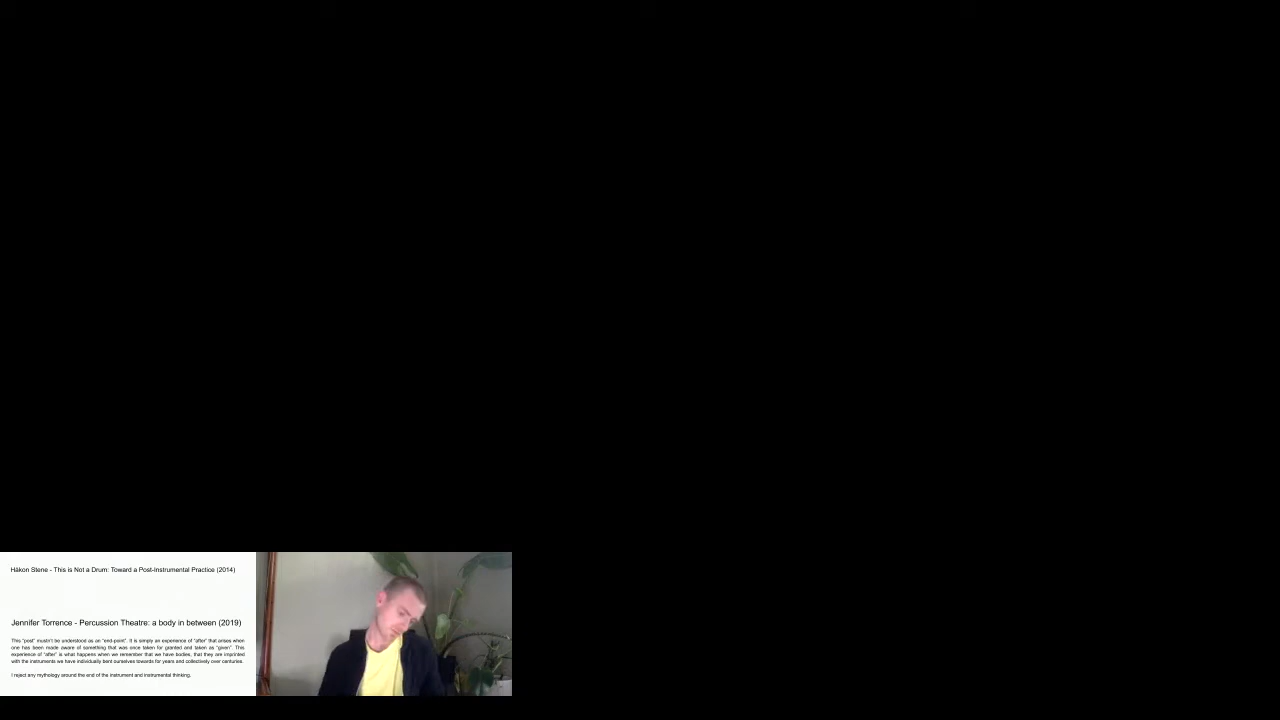 Håkon Stene - This is Not a Drum: Toward a Post-Instrumental Practice (2014)
Jennifer Torrence - Percussion Theatre: a body in between (2019)
This "post" mustn't be understood as an "end-point". It is simply an experience of "after" that arises when
one has been made aware of something that was once taken for granted and taken as "given". This
experience of "after" is what happens when we remember that we have bodies, that they are imprinted
with the instruments we have individually bent ourselves towards for years and collectively over centuries.
I reject any mythology around the end of the instrument and instrumental thinking.